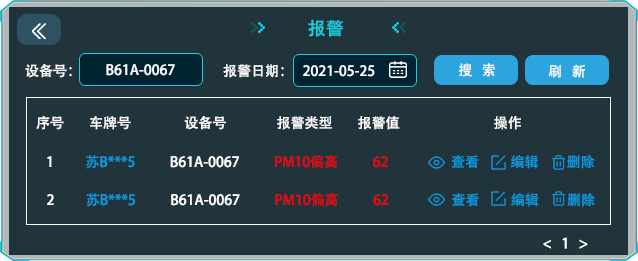 报警
设备号: B61A-0067 报警日期: 2021-05-25 搜 索 刷 新
序号 车牌号 设备号 报警类型 报警值 操作
1 苏B***5 B61A-0067 PM10偏高 62 查看 编辑 删除
2 苏B***5 B61A-0067 PM10偏高 62 查看 编辑 删除
< 1 >